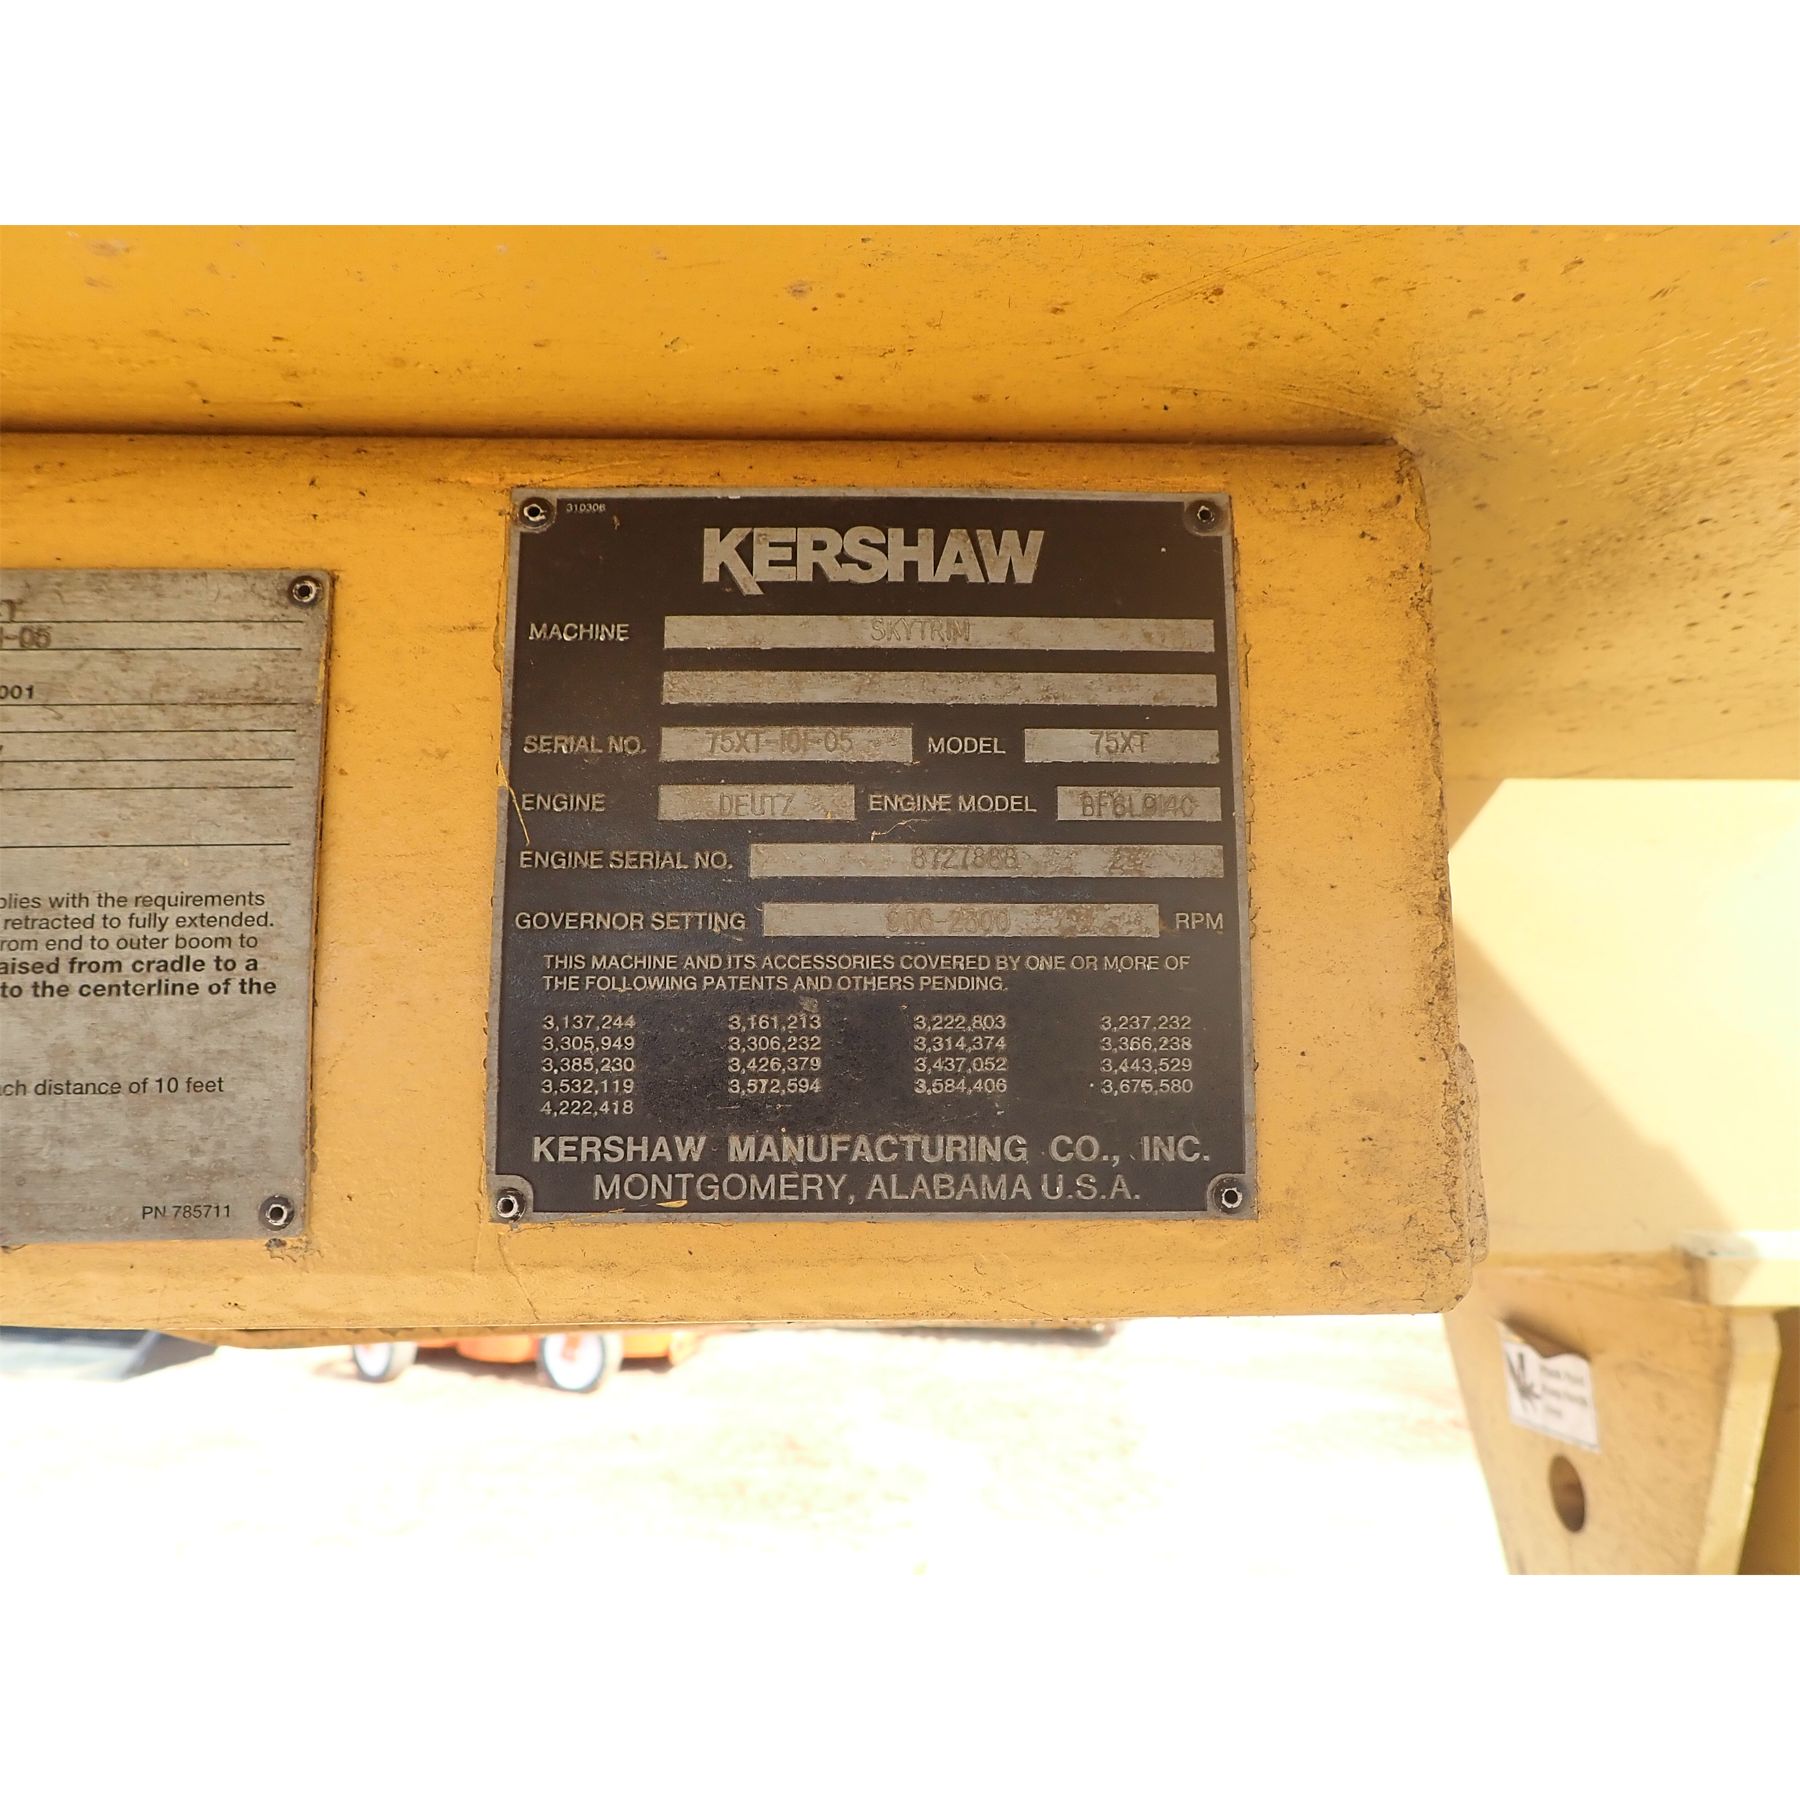 XT
1-05
001
plies with the requirements
retracted to fully extended.
rom end to outer boom to
aised from cradle to a
to the centerline of the
ch distance of 10 feet
PN 785711
310306
KERSHAW
MACHINE SKYTRIM
SERIAL NO. 75XT-101-05 MODEL 75XT
ENGINE DEUTZ ENGINE MODEL BF6L914C
ENGINE SERIAL NO. 8727888
GOVERNOR SETTING RPM
THIS MACHINE AND ITS ACCESSORIES COVERED BY ONE OR MORE OF
THE FOLLOWING PATENTS AND OTHERS PENDING.
3,137,244 3,161,213 3,222,803 3,237,232
3,305,949 3,306,232 3,314,374 3,366,238
3,385,230 3,426,379 3,437,052 3,443,529
3,532,119 3,572,594 3,584,406 3,675,580
4,222,418
KERSHAW MANUFACTURING CO., INC.
MONTGOMERY, ALABAMA U.S.A.